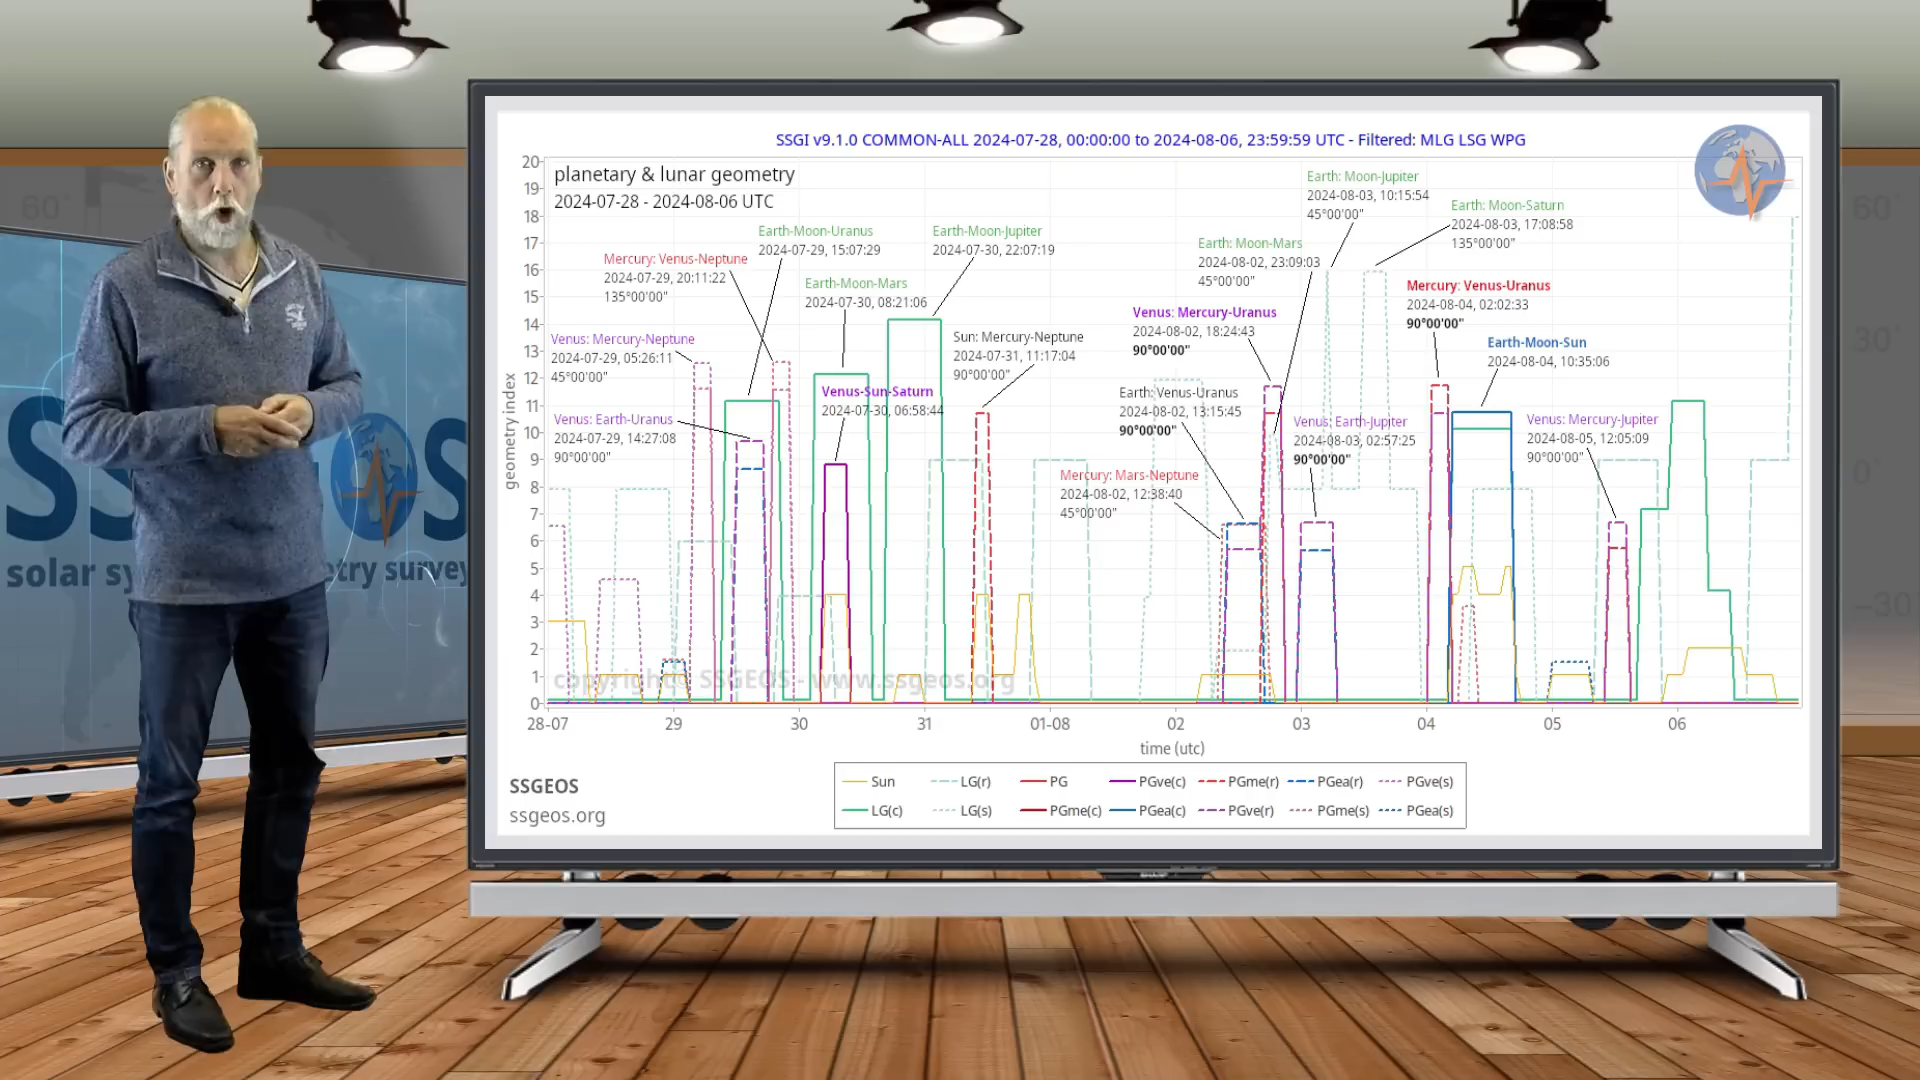 SSGI v9.1.0 COMMON-ALL 2024-07-28, 00:00:00 to 2024-08-06, 23:59:59 UTC - Filtered: MLG LSG WPG
planetary & lunar geometry
2024-07-28 - 2024-08-06 UTC
Earth: Moon-Jupiter
2024-08-03, 10:15:54
45°00'00"
Earth: Moon-Saturn
2024-08-03, 17:08:58
135°00'00"
Earth-Moon-Uranus
2024-07-29, 15:07:29
Earth-Moon-Jupiter
2024-07-30, 22:07:19
Earth: Moon-Mars
2024-08-02, 23:09:03
45°00'00"
Mercury: Venus-Neptune
2024-07-29, 20:11:22
135°00'00"
Earth-Moon-Mars
2024-07-30, 08:21:06
Mercury: Venus-Uranus
2024-08-04, 02:02:33
90°00'00"
Venus: Mercury-Uranus
2024-08-02, 18:24:43
90°00'00"
Venus: Mercury-Neptune
2024-07-29, 05:26:11
45°00'00"
Sun: Mercury-Neptune
2024-07-31, 11:17:04
90°00'00"
Earth-Moon-Sun
2024-08-04, 10:35:06
Venus-Sun-Saturn
2024-07-30, 06:58:44
Earth: Venus-Uranus
2024-08-02, 13:15:45
90°00'00"
Venus: Earth-Uranus
2024-07-29, 14:27:08
90°00'00"
Venus: Earth-Jupiter
2024-08-03, 02:57:25
90°00'00"
Venus: Mercury-Jupiter
2024-08-05, 12:05:09
90°00'00"
Mercury: Mars-Neptune
2024-08-02, 12:38:40
45°00'00"
geometry index
20
19
18
17
16
15
14
13
12
11
10
9
8
7
6
5
4
3
2
1
0
copyright © SSGEOS - www.ssgeos.org
28-07 29 30 31 01-08 02 03 04 05 06
time (utc)
Sun LG(r) PG PGve(c) PGme(r) PGea(r) PGve(s)
LG(c) LG(s) PGme(c) PGea(c) PGve(r) PGme(s) PGea(s)
SSGEOS
ssgeos.org
60°
60°
30°
0°
-30°